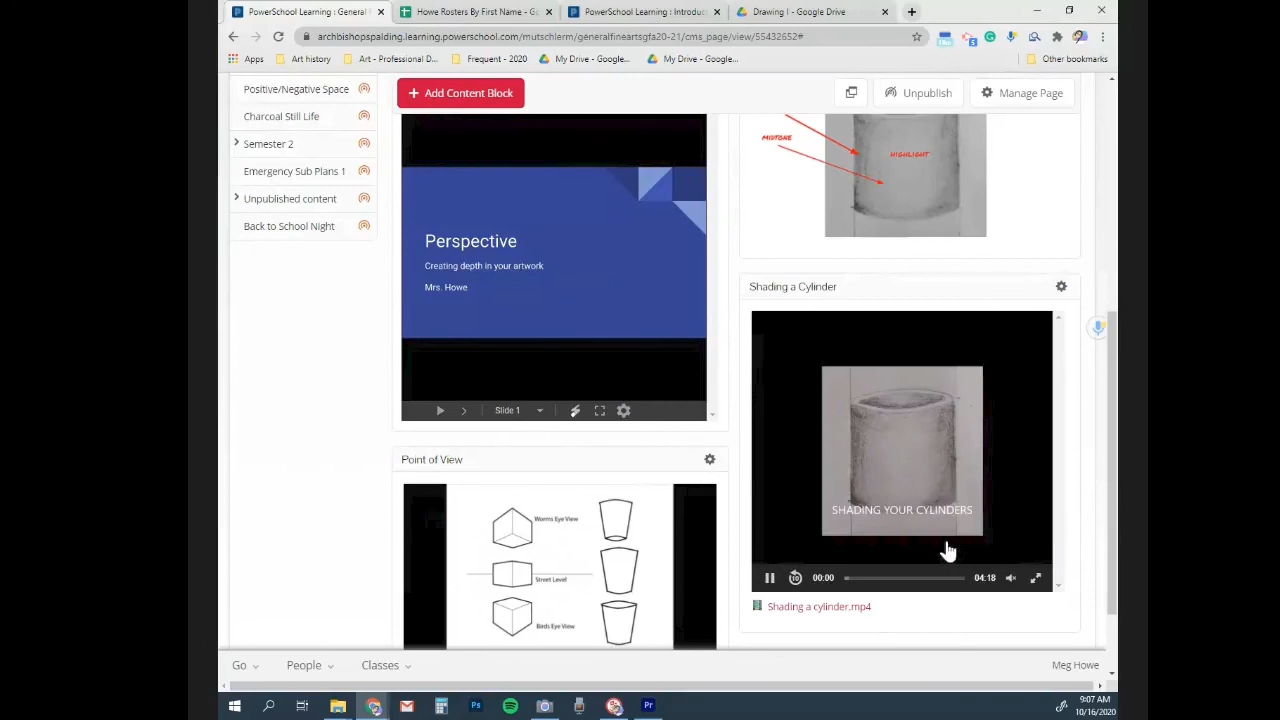 PowerSchool Learning : General F
Howe Rosters By First Name - Go
PowerSchool Learning : Introduc
Drawing I - Google Drive
archbishopspalding.learning.powerschool.com/mutschlerm/generalfineartsgfa20-21/cms_page/view/55432652#
Apps
Art history
Art - Professional D...
Frequent - 2020
My Drive - Google...
My Drive - Google...
Other bookmarks
Positive/Negative Space
Charcoal Still Life
Semester 2
Emergency Sub Plans 1
Unpublished content
Back to School Night
+ Add Content Block
Unpublish
Manage Page
MIDTONE
HIGHLIGHT
Perspective
Creating depth in your artwork
Mrs. Howe
Slide 1
Shading a Cylinder
SHADING YOUR CYLINDERS
10
00:00
04:18
Shading a cylinder.mp4
Point of View
Worms Eye View
Street Level
Birds Eye View
Go
People
Classes
Meg Howe
Ps
Pr
9:07 AM
10/16/2020